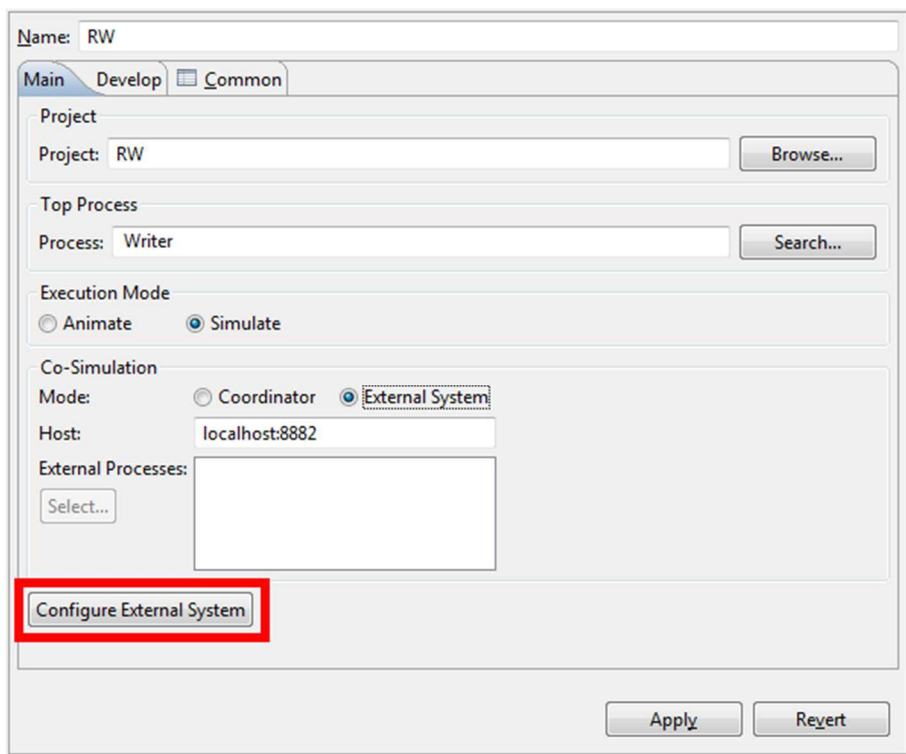 Name: RW
Main Develop Common
Project
Project: RW Browse...
Top Process
Process: Writer Search...
Execution Mode
Animate Simulate
Co-Simulation
Mode: Coordinator External System
Host: localhost:8882
External Processes:
Select...
Configure External System
Apply Revert